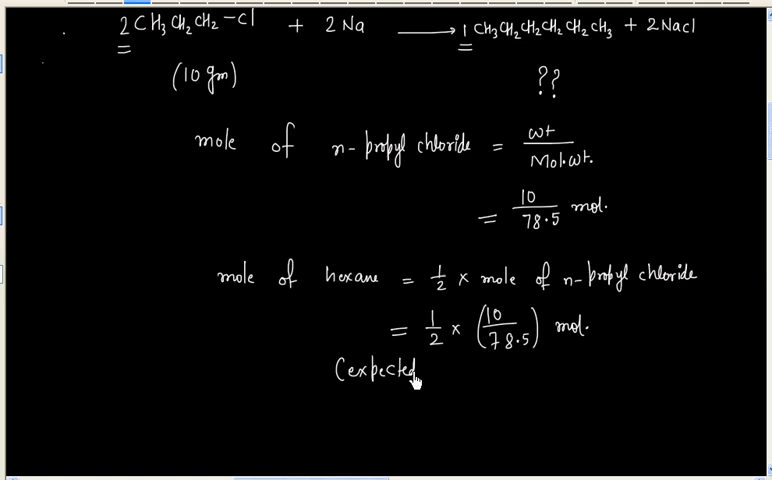 2CH₃CH₂CH₂-Cl + 2Na ⟶ 1CH₃CH₂CH₂CH₂CH₂CH₃ + 2Nacl
(10 gm) ??
mole of n-propyl chloride = wt / Mol.wt.
= 10/78.5 mol.
mole of hexane = 1/2 × mole of n-propyl chloride
= 1/2 × (10/78.5) mol.
(expected